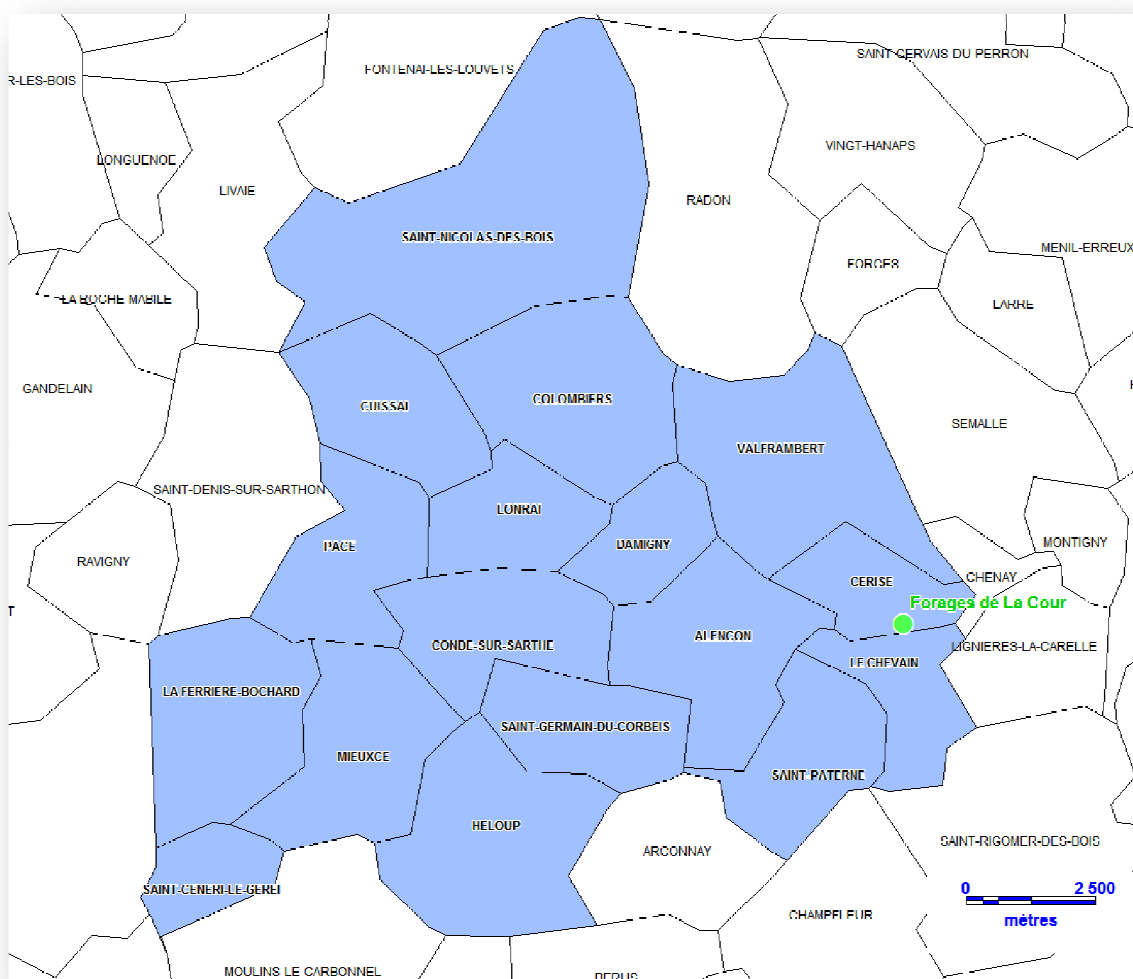 SAINT GERVAIS DU PERRON
FONTENAI-LES-LOUVETS
R-LES-BOIS
VINGT-HANAPS
LONGUENOE
LIVAIE
RADON
SAINT-NICOLAS-DES-BOIS
MENIL-ERREUX
FORGES
LA ROCHE MABILE
LARRE
GANDELAIN
COLOMBIERS
CUISSAI
SEMALLE
VALFRAMBERT
SAINT-DENIS-SUR-SARTHON
LONRAI
PACE
DAMIGNY
MONTIGNY
RAVIGNY
CERISE
CHENAY
Forages de La Cour
T
ALENCON
CONDE-SUR-SARTHE
LIGNIERES-LA-CARELLE
LE CHEVAIN
LA FERRIERE-BOCHARD
SAINT-GERMAIN-DU-CORBEIS
MIEUXCE
SAINT-PATERNE
HELOUP
SAINT-RIGOMER-DES-BOIS
ARCONNAY
SAINT-CENERI-LE-GEREI
0 2 500
mètres
CHAMPFLEUR
MOULINS LE CARBONNEL
BERUS